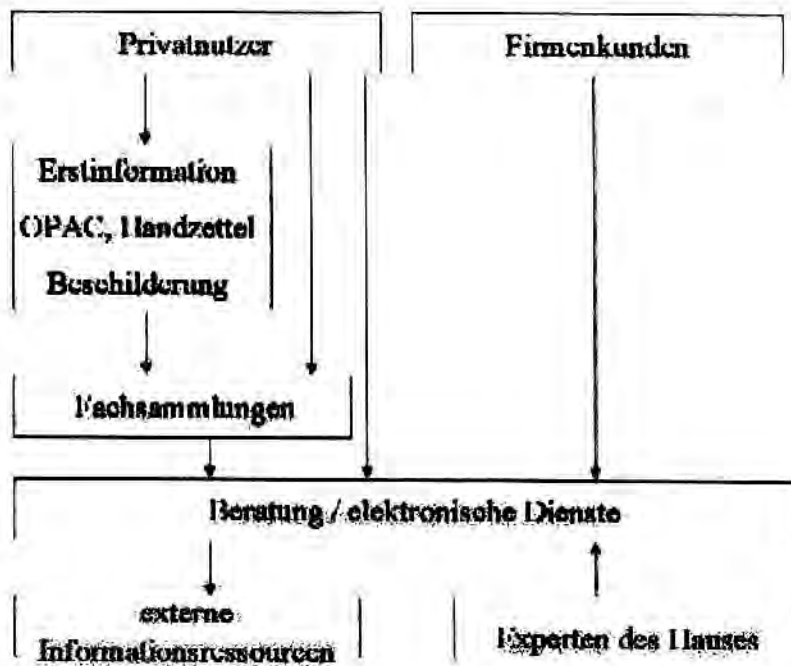 Privatnutzer
Firmenkunden
Erstinformation
OPAC, Handzettel
Beschilderung
Fachsammlungen
Beratung / elektronische Dienste
externe
Informationsressourcen
Experten des Hauses